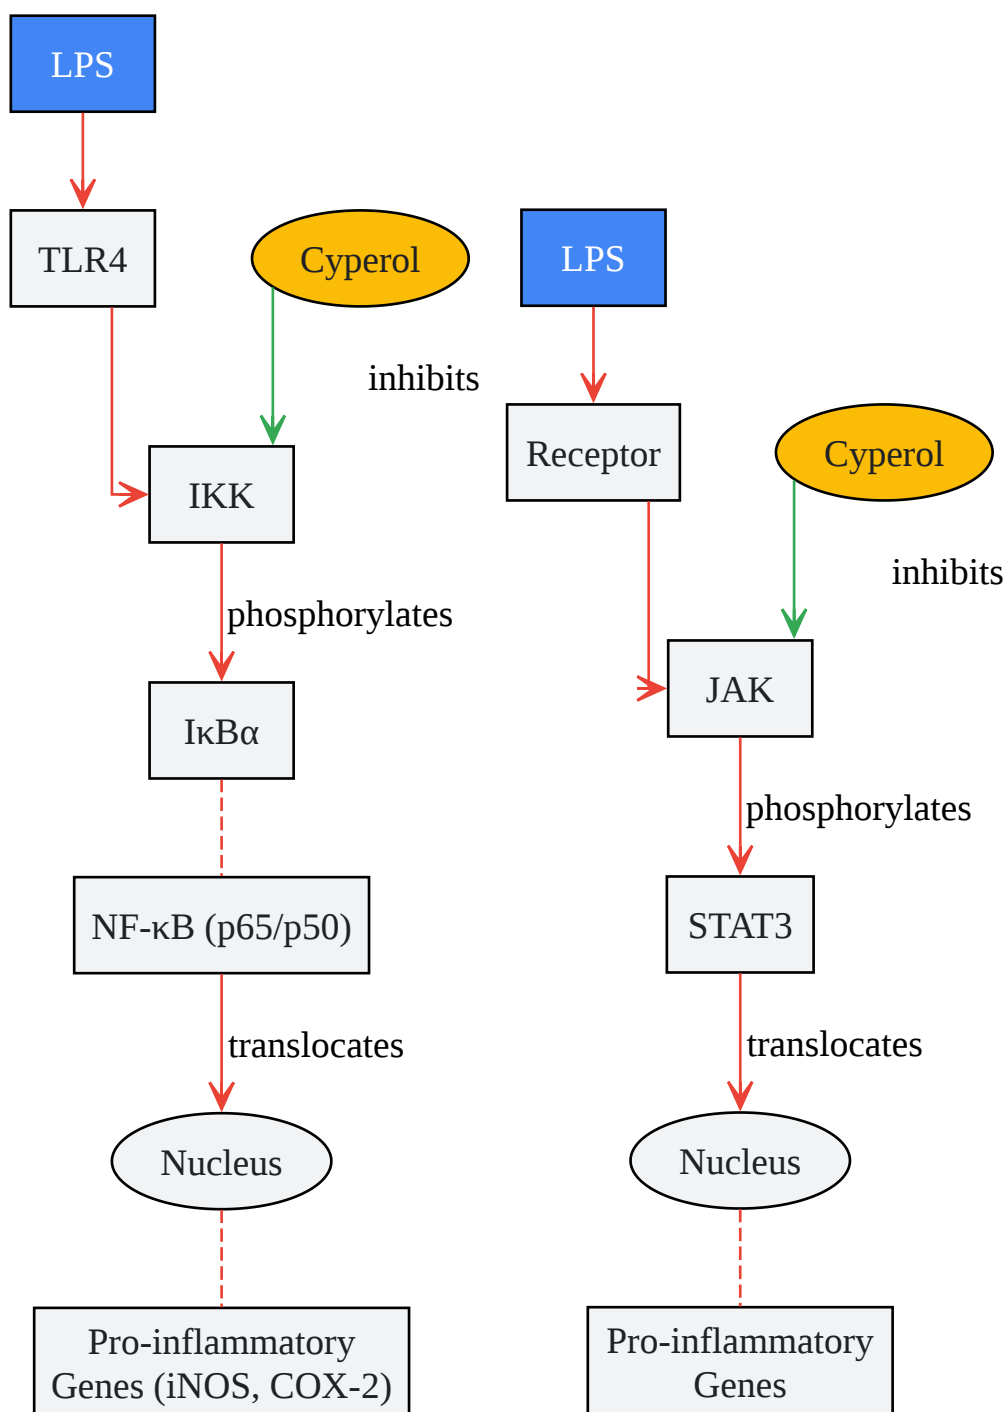 LPS
TLR4
Cyperol
inhibits
IKK
phosphorylates
IκBα
NF-κB (p65/p50)
translocates
Nucleus
Pro-inflammatory
Genes (iNOS, COX-2)
LPS
Receptor
Cyperol
inhibits
JAK
phosphorylates
STAT3
translocates
Nucleus
Pro-inflammatory
Genes